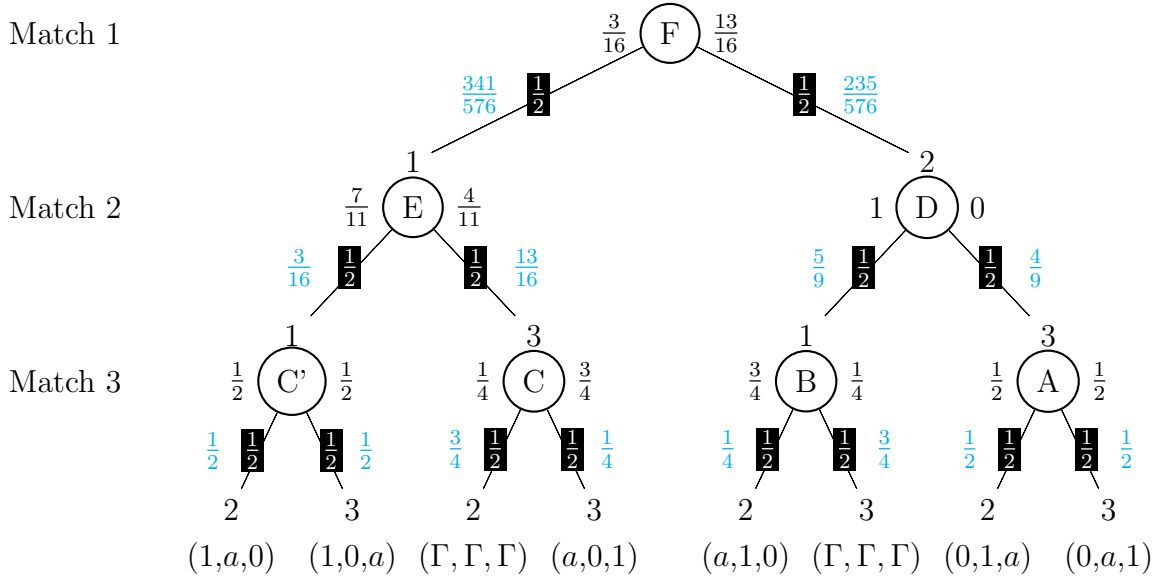 Match 1 3/16 F 13/16
341/576 1/2 1/2 235/576
1 2
Match 2 7/11 E 4/11 1 D 0
3/16 1/2 1/2 13/16 5/9 1/2 1/2 4/9
1 3 1 3
Match 3 1/2 C' 1/2 1/4 C 3/4 3/4 B 1/4 1/2 A 1/2
1/2 1/2 1/2 1/2 3/4 1/2 1/2 1/4 1/4 1/2 1/2 3/4 1/2 1/2 1/2 1/2
2 3 2 3 2 3 2 3
(1,a,0) (1,0,a) (Γ, Γ, Γ) (a,0,1) (a,1,0) (Γ, Γ, Γ) (0,1,a) (0,a,1)